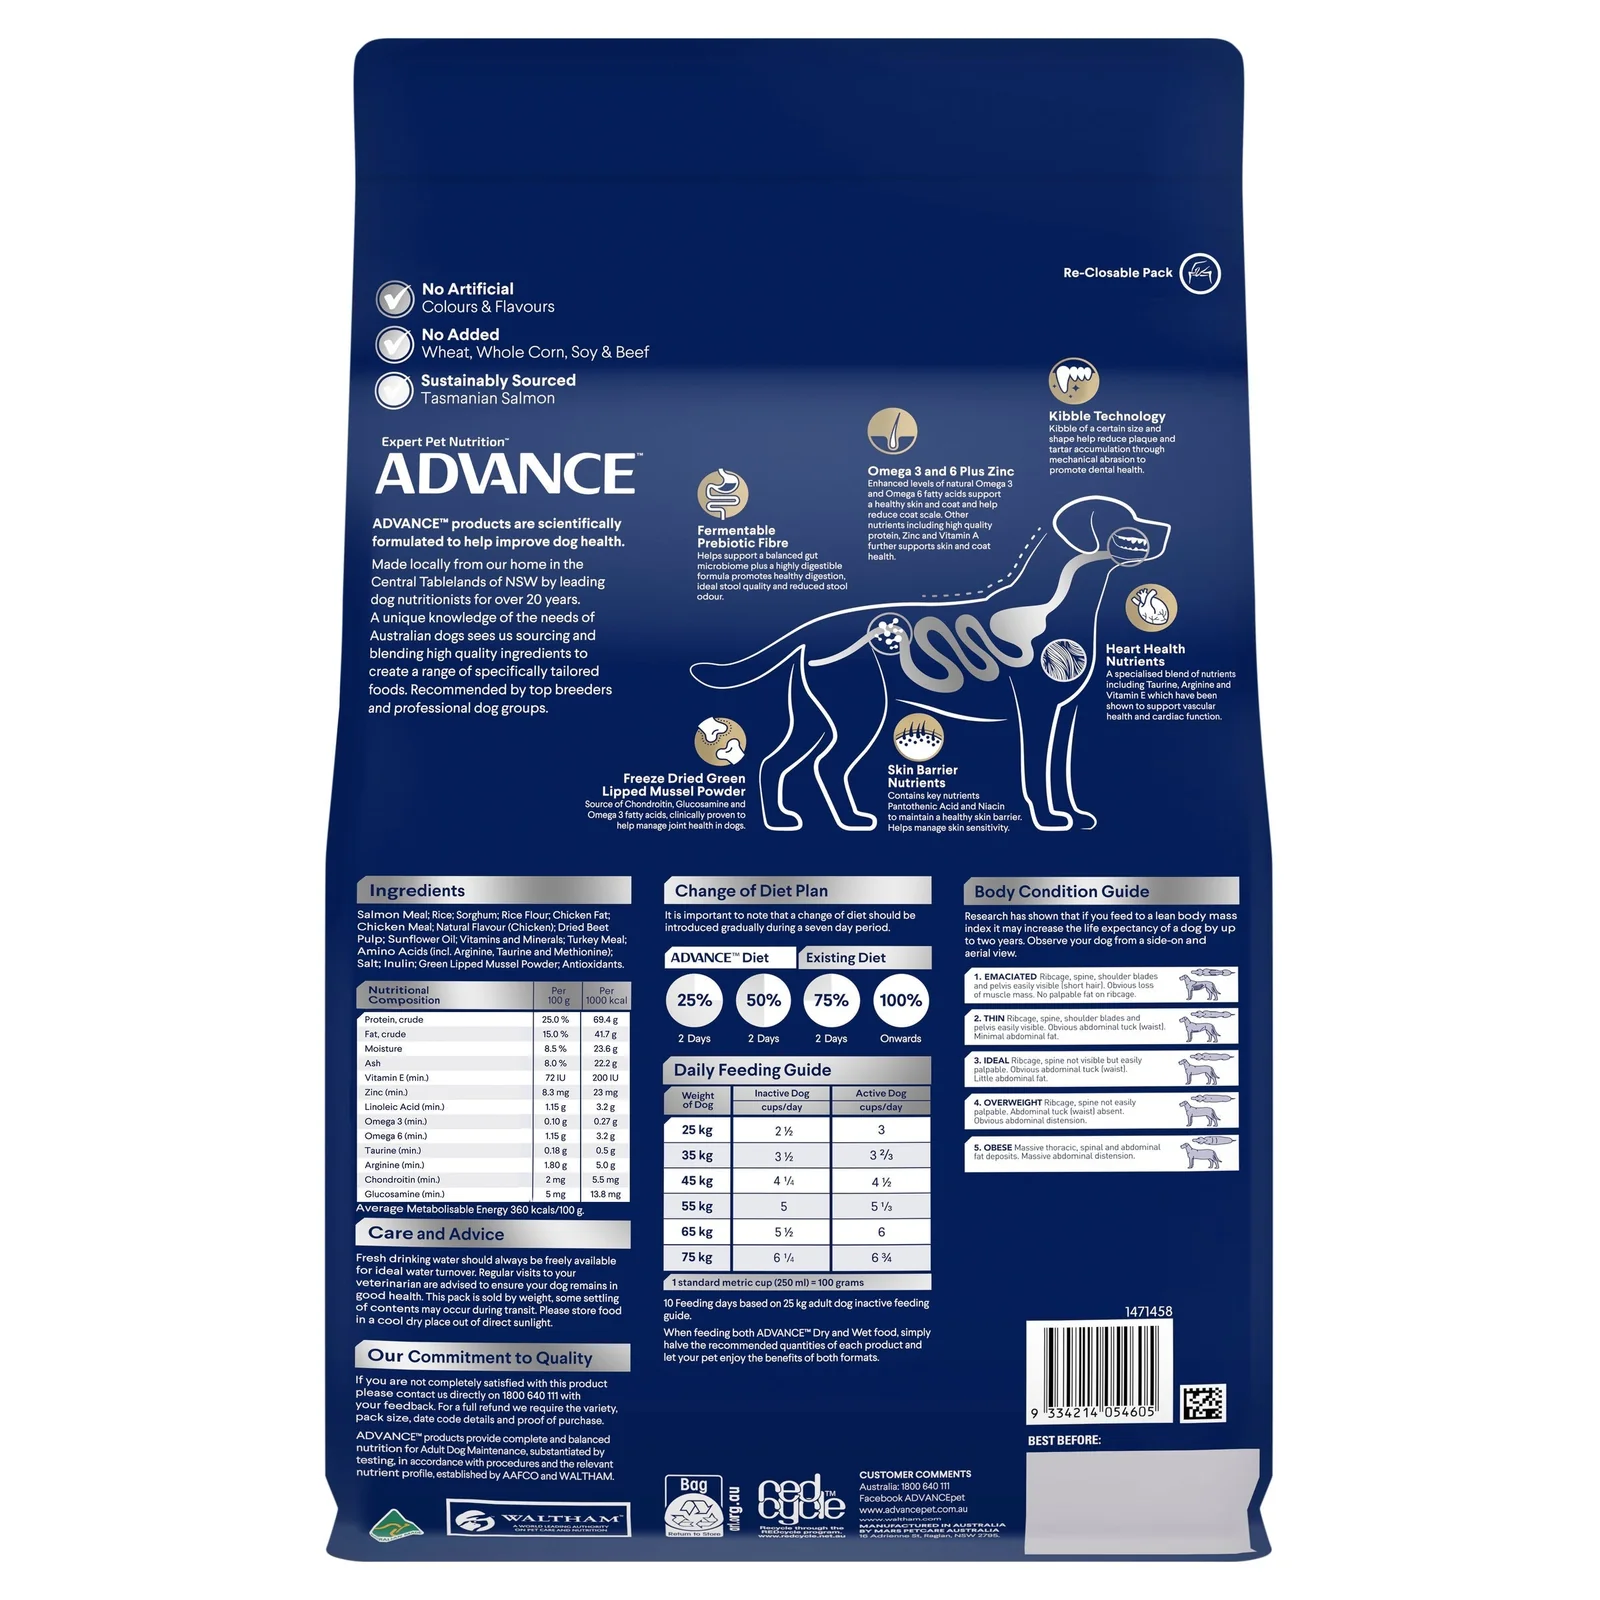 Re-Closable Pack
No Artificial
Colours & Flavours
No Added
Wheat, Whole Corn, Soy & Beef
Sustainably Sourced
Tasmanian Salmon
Expert Pet Nutrition™
ADVANCE™
ADVANCE™ products are scientifically
formulated to help improve dog health.
Made locally from our home in the
Central Tablelands of NSW by leading
dog nutritionists for over 20 years.
A unique knowledge of the needs of
Australian dogs sees us sourcing and
blending high quality ingredients to
create a range of specifically tailored
foods. Recommended by top breeders
and professional dog groups.
Kibble Technology
Kibble of a certain size and
shape help reduce plaque and
tartar accumulation through
mechanical abrasion to
promote dental health.
Omega 3 and 6 Plus Zinc
Enhanced levels of natural Omega 3
and Omega 6 fatty acids support
a healthy skin and coat and help
reduce coat scale. Other
nutrients including high quality
protein, Zinc and Vitamin A
further supports skin and coat
health.
Fermentable
Prebiotic Fibre
Helps support a balanced gut
microbiome plus a highly digestible
formula promotes healthy digestion,
ideal stool quality and reduced stool
odour.
Heart Health
Nutrients
A specialised blend of nutrients
including Taurine, Arginine and
Vitamin E which have been
shown to support vascular
health and cardiac function.
Freeze Dried Green
Lipped Mussel Powder
Source of Chondroitin, Glucosamine and
Omega 3 fatty acids, clinically proven to
help manage joint health in dogs.
Skin Barrier
Nutrients
Contains key nutrients
Pantothenic Acid and Niacin
to maintain a healthy skin barrier.
Helps manage skin sensitivity.
Ingredients
Salmon Meal; Rice; Sorghum; Rice Flour; Chicken Fat;
Chicken Meal; Natural Flavour (Chicken); Dried Beet
Pulp; Sunflower Oil; Vitamins and Minerals; Turkey Meal;
Amino Acids (incl. Arginine, Taurine and Methionine);
Salt; Inulin; Green Lipped Mussel Powder; Antioxidants.
Nutritional Composition Per 100 g Per 1000 kcal
Protein, crude 25.0 % 69.4 g
Fat, crude 15.0 % 41.7 g
Moisture 8.5 % 23.6 g
Ash 8.0 % 22.2 g
Vitamin E (min.) 72 IU 200 IU
Zinc (min.) 8.3 mg 23 mg
Linoleic Acid (min.) 1.15 g 3.2 g
Omega 3 (min.) 0.10 g 0.27 g
Omega 6 (min.) 1.15 g 3.2 g
Taurine (min.) 0.18 g 0.5 g
Arginine (min.) 1.80 g 5.0 g
Chondroitin (min.) 2 mg 5.5 mg
Glucosamine (min.) 5 mg 13.8 mg
Average Metabolisable Energy 360 kcals/100 g.
Care and Advice
Fresh drinking water should always be freely available
for ideal water turnover. Regular visits to your
veterinarian are advised to ensure your dog remains in
good health. This pack is sold by weight, some settling
of contents may occur during transit. Please store food
in a cool dry place out of direct sunlight.
Our Commitment to Quality
If you are not completely satisfied with this product
please contact us directly on 1800 640 111 with
your feedback. For a full refund we require the variety,
pack size, date code details and proof of purchase.
ADVANCE™ products provide complete and balanced
nutrition for Adult Dog Maintenance, substantiated by
testing, in accordance with procedures and the relevant
nutrient profile, established by AAFCO and WALTHAM.
WALTHAM™
A WORLD LEADING AUTHORITY
ON PET CARE AND NUTRITION
Change of Diet Plan
It is important to note that a change of diet should be
introduced gradually during a seven day period.
ADVANCE™ Diet Existing Diet
25% 50% 75% 100%
2 Days 2 Days 2 Days Onwards
Daily Feeding Guide
Weight of Dog Inactive Dog cups/day Active Dog cups/day
25 kg 2 ½ 3
35 kg 3 ½ 3 ⅔
45 kg 4 ¼ 4 ½
55 kg 5 5 ⅓
65 kg 5 ½ 6
75 kg 6 ¼ 6 ¾
1 standard metric cup (250 ml) = 100 grams
10 Feeding days based on 25 kg adult dog inactive feeding
guide.
When feeding both ADVANCE™ Dry and Wet food, simply
halve the recommended quantities of each product and
let your pet enjoy the benefits of both formats.
Bag
Return to Store
arl.org.au
red
cycle™
Recycle through the
REDcycle program.
www.redcycle.net.au
CUSTOMER COMMENTS
Australia: 1800 640 111
Facebook ADVANCEpet
www.advancepet.com.au
www.waltham.com
MANUFACTURED IN AUSTRALIA
BY MARS PETCARE AUSTRALIA
Body Condition Guide
Research has shown that if you feed to a lean body mass
index it may increase the life expectancy of a dog by up
to two years. Observe your dog from a side-on and
aerial view.
1. EMACIATED Ribcage, spine, shoulder blades
and pelvis easily visible (short hair). Obvious loss
of muscle mass. No palpable fat on ribcage.
2. THIN Ribcage, spine, shoulder blades and
pelvis easily visible. Obvious abdominal tuck (waist).
Minimal abdominal fat.
3. IDEAL Ribcage, spine not visible but easily
palpable. Obvious abdominal tuck (waist).
Little abdominal fat.
4. OVERWEIGHT Ribcage, spine not easily
palpable. Abdominal tuck (waist) absent.
Obvious abdominal distension.
5. OBESE Massive thoracic, spinal and abdominal
fat deposits. Massive abdominal distension.
1471458
9 334214 054605
BEST BEFORE: